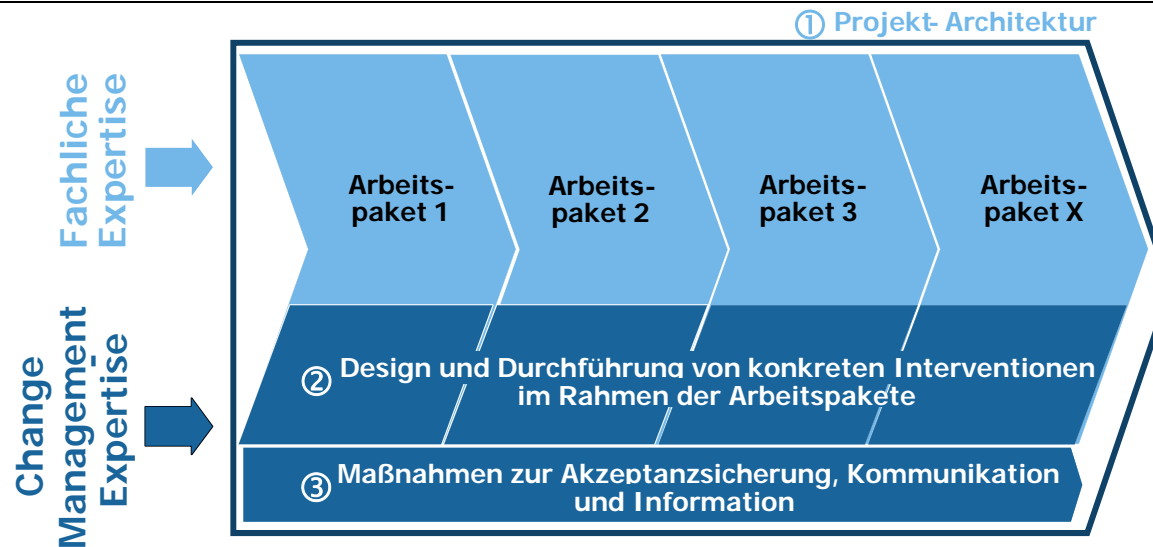 ① Projekt- Architektur
Fachliche
Expertise
Arbeits-
paket 1
Arbeits-
paket 2
Arbeits-
paket 3
Arbeits-
paket X
Change
Management-
Expertise
② Design und Durchführung von konkreten Interventionen
im Rahmen der Arbeitspakete
③ Maßnahmen zur Akzeptanzsicherung, Kommunikation
und Information